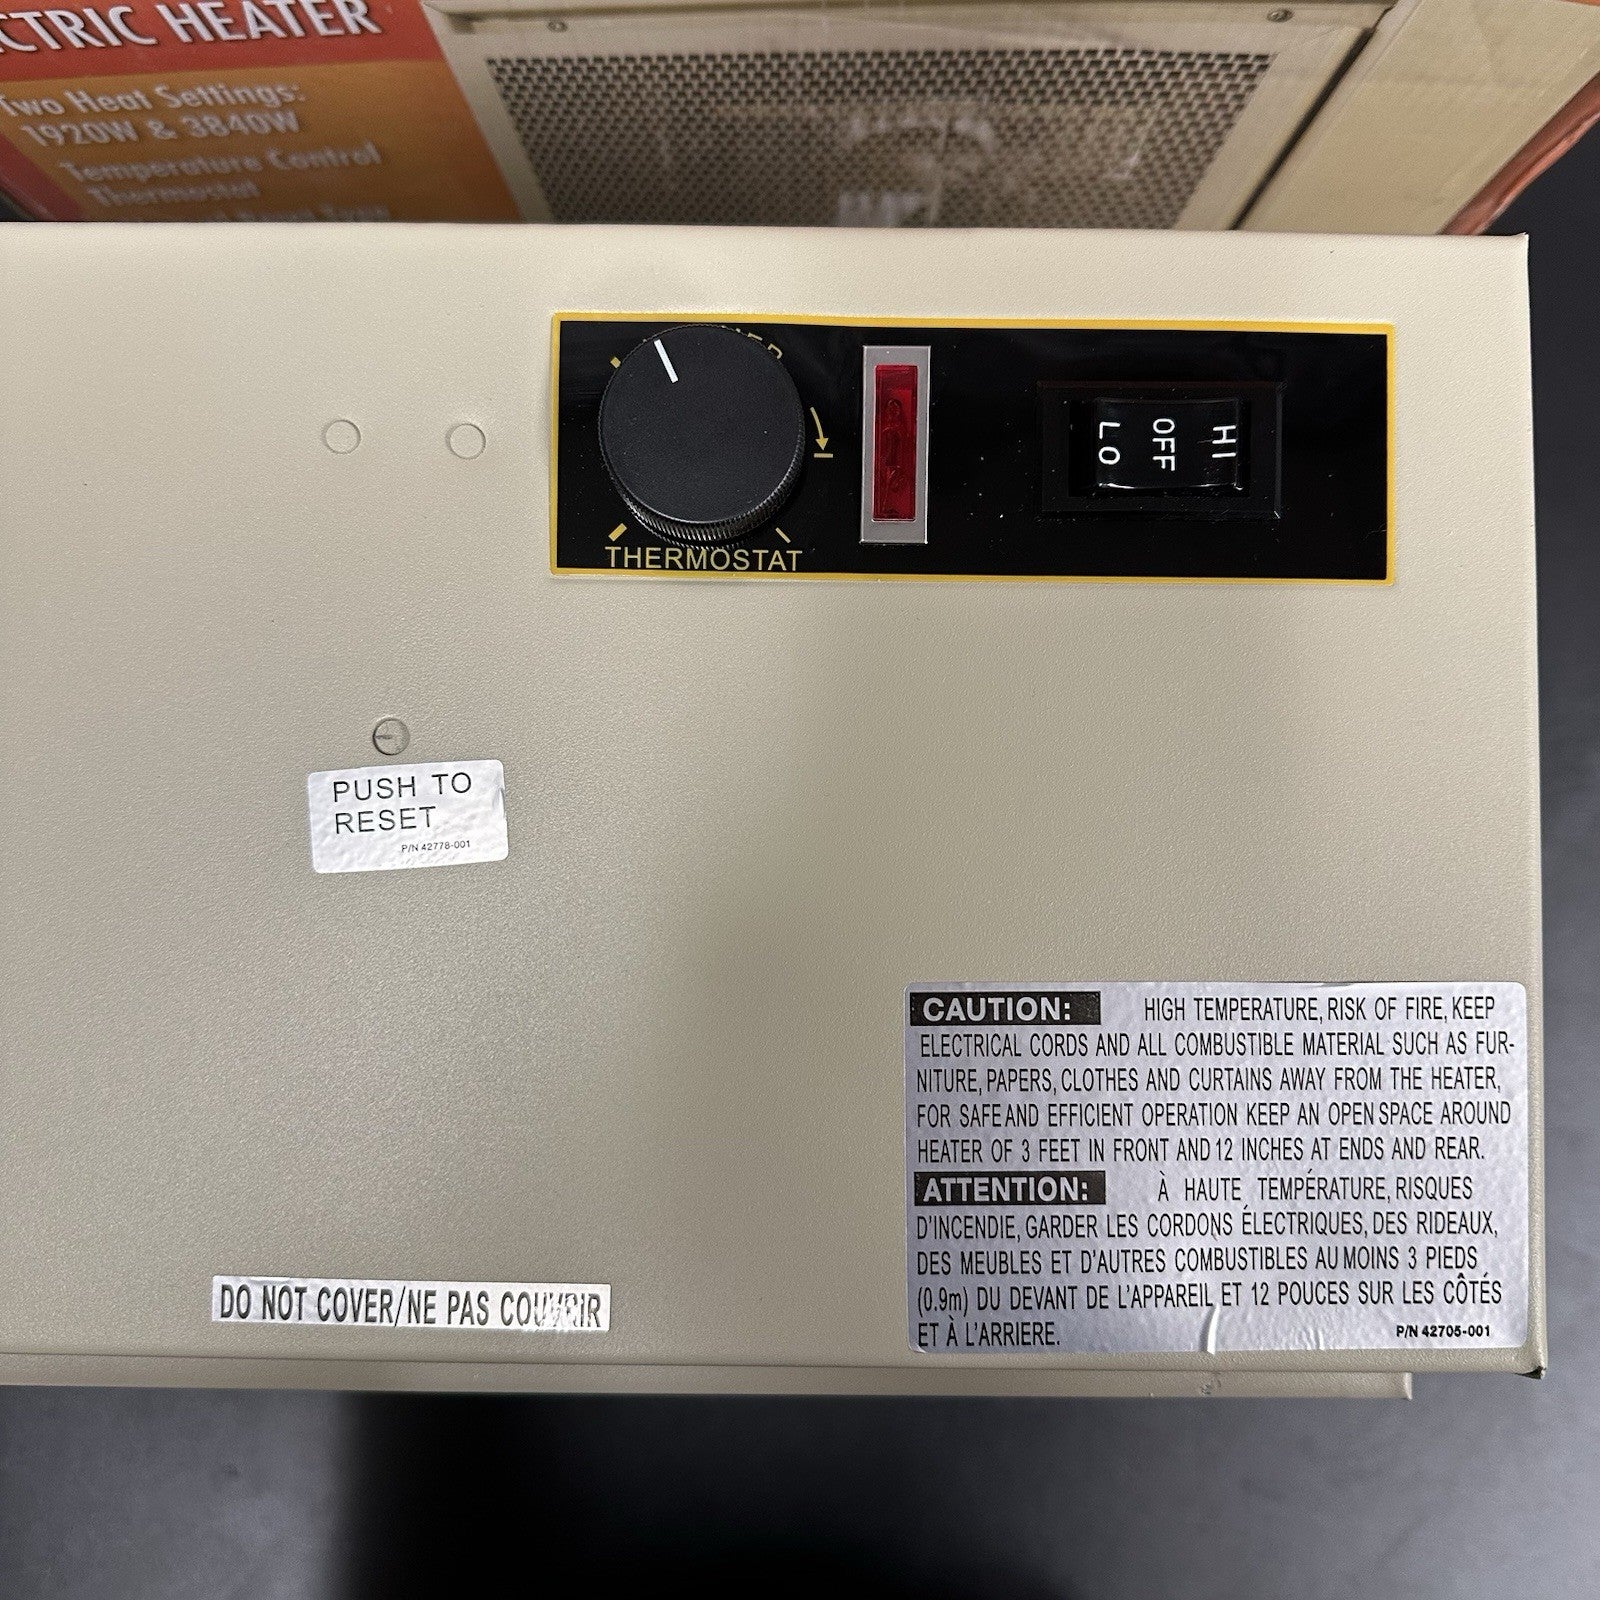 CTRIC HEATER
Two Heat Settings:
1920W & 3840W
Temperature Control
Thermostat
THERMOSTAT
LO OFF HI
PUSH TO
RESET
P/N 42778-001
CAUTION: HIGH TEMPERATURE, RISK OF FIRE, KEEP
ELECTRICAL CORDS AND ALL COMBUSTIBLE MATERIAL SUCH AS FUR-
NITURE, PAPERS, CLOTHES AND CURTAINS AWAY FROM THE HEATER,
FOR SAFE AND EFFICIENT OPERATION KEEP AN OPEN SPACE AROUND
HEATER OF 3 FEET IN FRONT AND 12 INCHES AT ENDS AND REAR.
ATTENTION: À HAUTE TEMPÉRATURE, RISQUES
D'INCENDIE, GARDER LES CORDONS ÉLECTRIQUES, DES RIDEAUX,
DES MEUBLES ET D'AUTRES COMBUSTIBLES AU MOINS 3 PIEDS
(0.9m) DU DEVANT DE L'APPAREIL ET 12 POUCES SUR LES CÔTÉS
ET À L'ARRIERE.
P/N 42705-001
DO NOT COVER/NE PAS COUVRIR